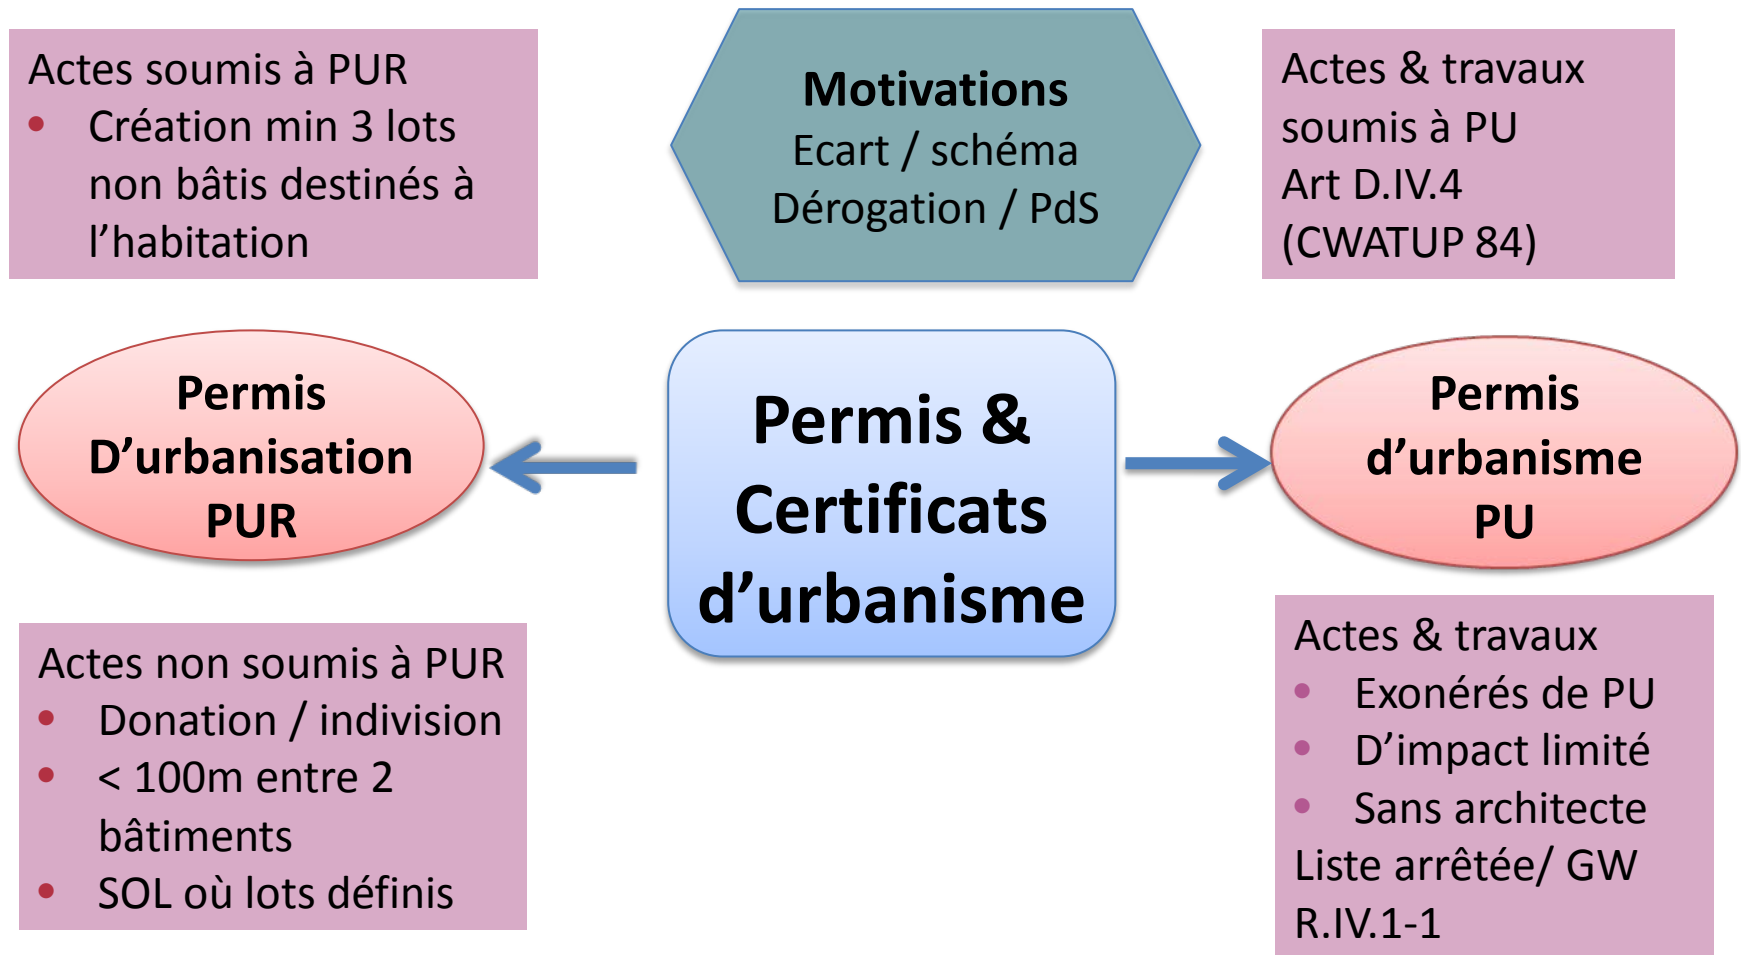 Actes soumis à PUR
• Création min 3 lots
non bâtis destinés à
l’habitation
Motivations
Ecart / schéma
Dérogation / PdS
Actes & travaux
soumis à PU
Art D.IV.4
(CWATUP 84)
Permis
D’urbanisation
PUR
Permis &
Certificats
d’urbanisme
Permis
d’urbanisme
PU
Actes non soumis à PUR
• Donation / indivision
• < 100m entre 2
bâtiments
• SOL où lots définis
Actes & travaux
• Exonérés de PU
• D’impact limité
• Sans architecte
Liste arrêtée/ GW
R.IV.1-1